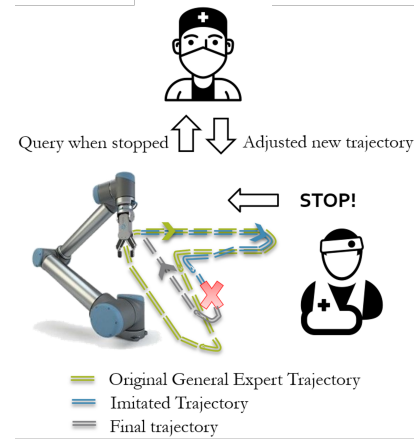 Query when stopped
Adjusted new trajectory
STOP!
Original General Expert Trajectory
Imitated Trajectory
Final trajectory